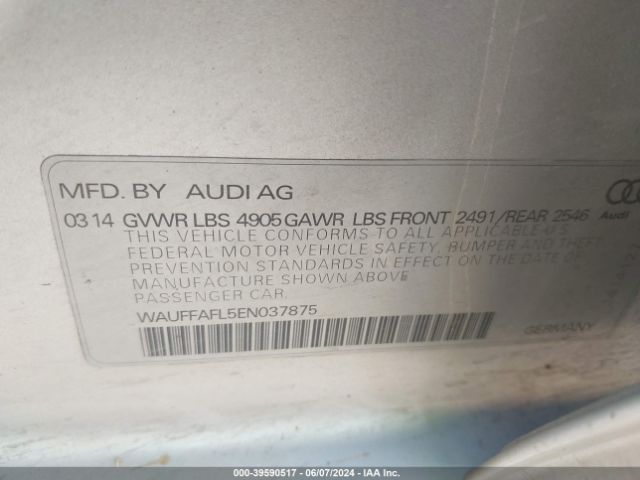 MFD. BY AUDI AG
03 14 GVWR LBS 4905 GAWR LBS FRONT 2491/REAR 2546
Audi
THIS VEHICLE CONFORMS TO ALL APPLICABLE U.S
FEDERAL MOTOR VEHICLE SAFETY, BUMPER AND THEFT
PREVENTION STANDARDS IN EFFECT ON THE DATE OF
MANUFACTURE SHOWN ABOVE
PASSENGER CAR.
WAUFFAFL5EN037875
GERMANY
000-39590517 - 06/07/2024 - IAA Inc.